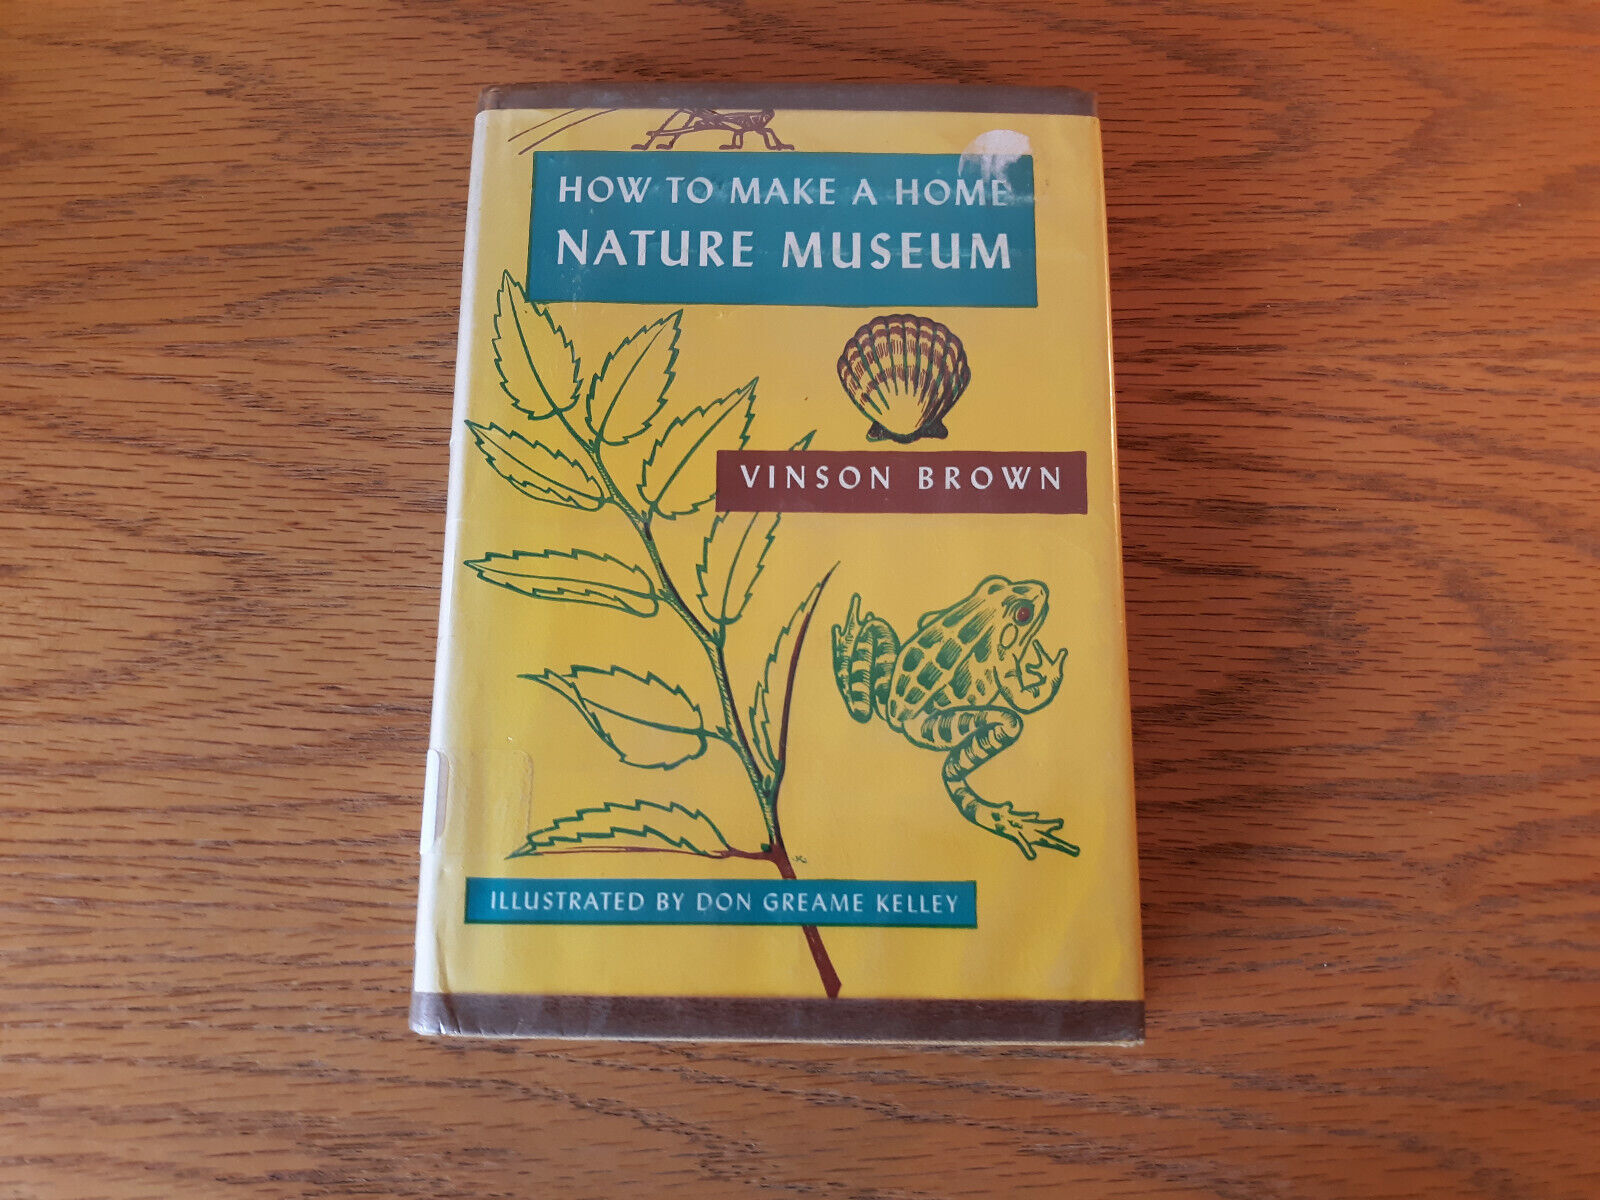 HOW TO MAKE A HOME
NATURE MUSEUM
VINSON BROWN
ILLUSTRATED BY DON GREAME KELLEY